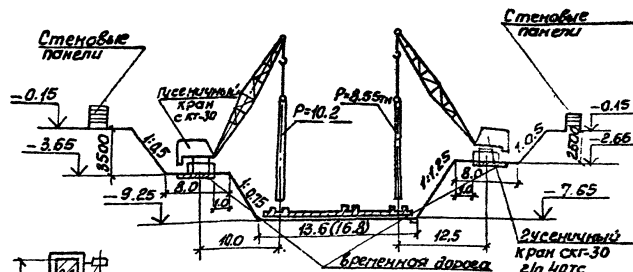 Стеновые
панели
Стеновые
панели
Гусеничный
кран
скг-30
Р=10.2
Р=8.55тн
-0.15
-0.15
1:0.5
1:0.5
-3.65
3500
2500
-2.65
8.0
1.0
1:0.75
1:1.25
8.0
1.0
-9.25
-7.65
13.6(16.8)
10.0
12.5
временная дорога
Гусеничный
кран скг-30
г/п 40тс